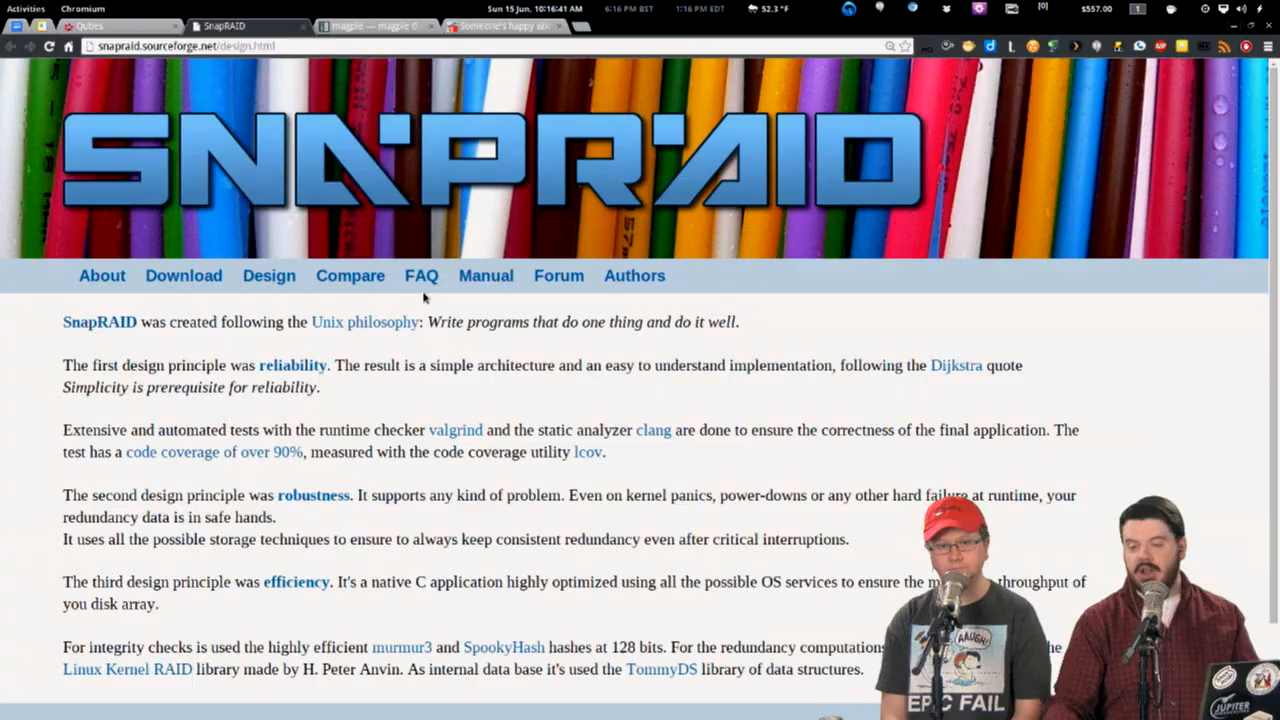 Activities Chromium Sun 15 Jun, 10:16:41 AM 6:16 PM BST 1:16 PM EDT 52.3 °F [0] $557.00 1
Qubes SnapRAID magpie — magpie 0 Someone's happy abo
snapraid.sourceforge.net/design.html
SNAPRAID
About Download Design Compare FAQ Manual Forum Authors
SnapRAID was created following the Unix philosophy: Write programs that do one thing and do it well.
The first design principle was reliability. The result is a simple architecture and an easy to understand implementation, following the Dijkstra quote
Simplicity is prerequisite for reliability.
Extensive and automated tests with the runtime checker valgrind and the static analyzer clang are done to ensure the correctness of the final application. The
test has a code coverage of over 90%, measured with the code coverage utility lcov.
The second design principle was robustness. It supports any kind of problem. Even on kernel panics, power-downs or any other hard failure at runtime, your
redundancy data is in safe hands.
It uses all the possible storage techniques to ensure to always keep consistent redundancy even after critical interruptions.
The third design principle was efficiency. It's a native C application highly optimized using all the possible OS services to ensure the throughput of
you disk array.
For integrity checks is used the highly efficient murmur3 and SpookyHash hashes at 128 bits. For the redundancy computations the
Linux Kernel RAID library made by H. Peter Anvin. As internal data base it's used the TommyDS library of data structures.
AAUGH!
EPIC FAIL
JUPITER